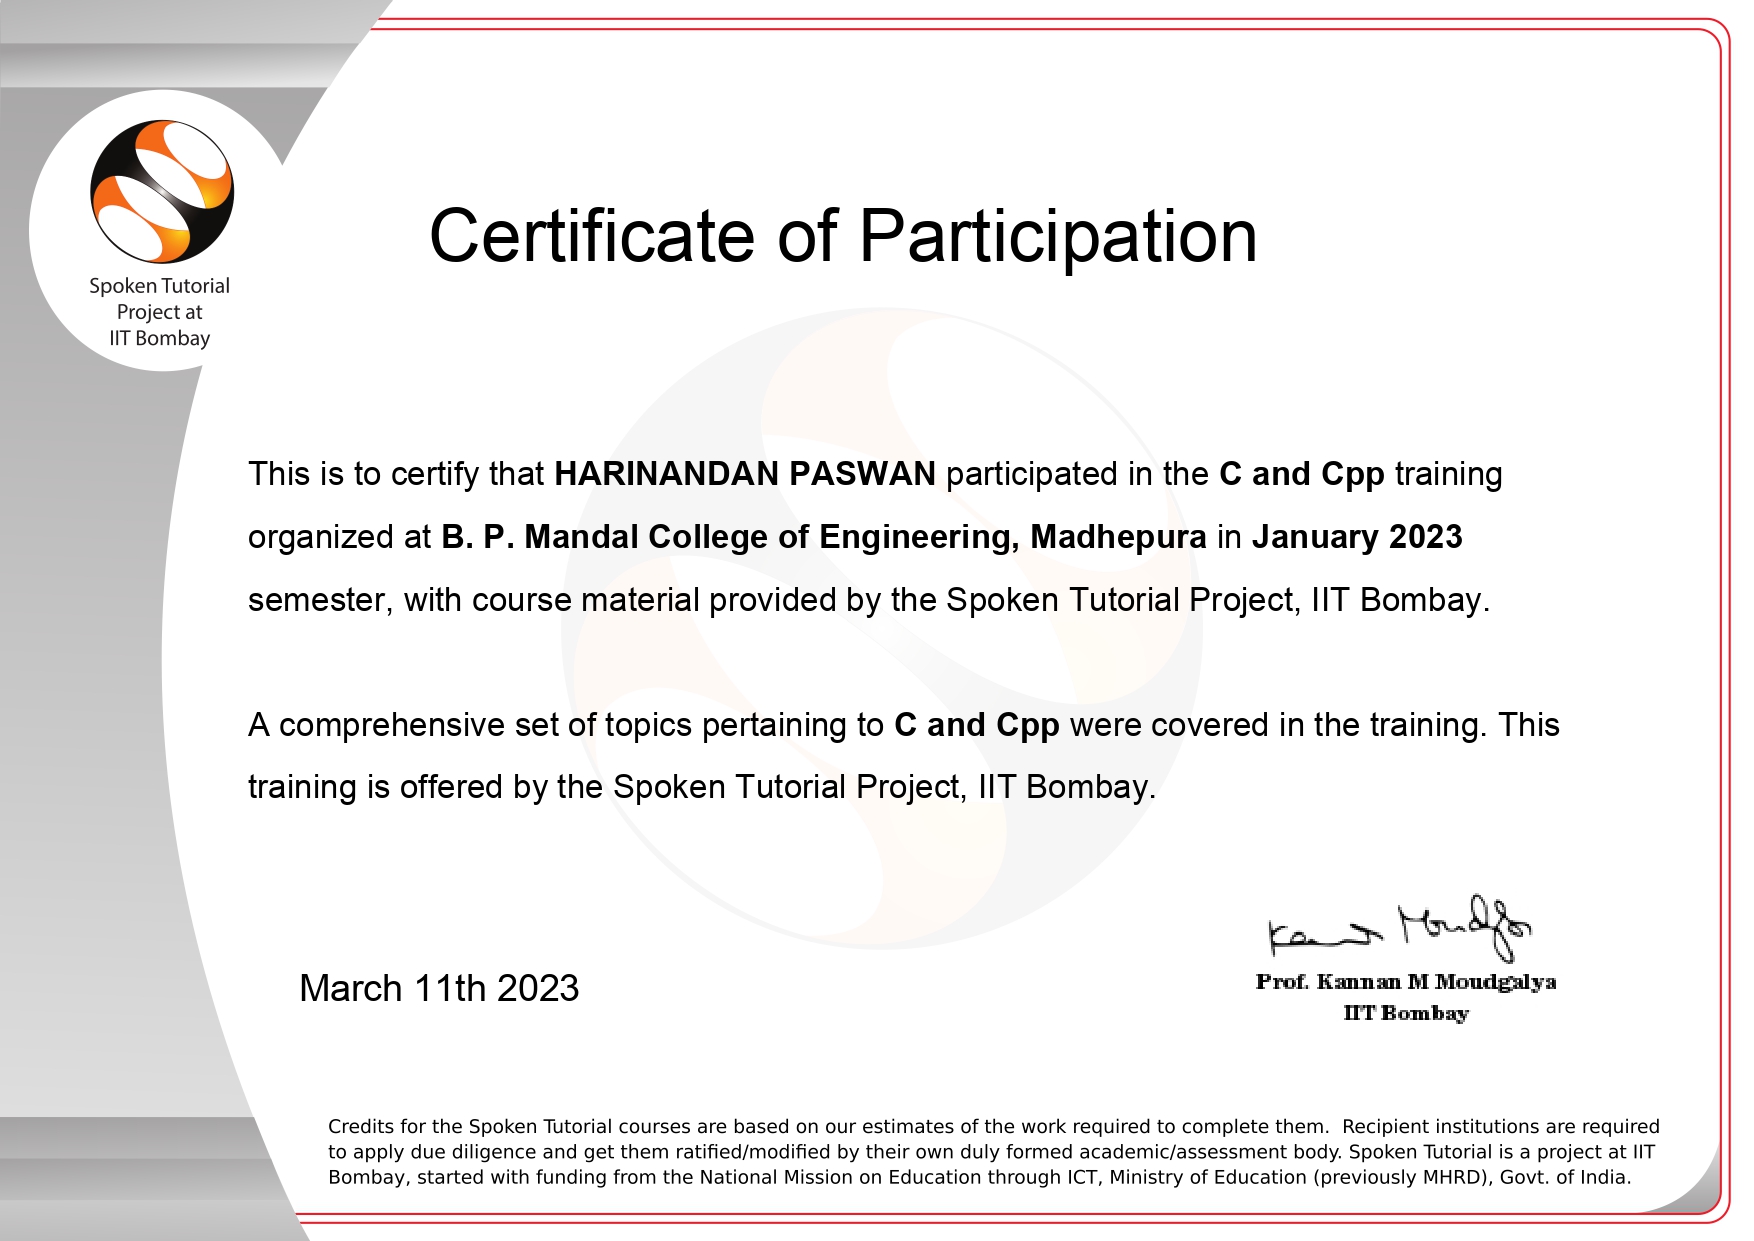 Spoken Tutorial
Project at
IIT Bombay
Certificate of Participation
This is to certify that HARINANDAN PASWAN participated in the C and Cpp training
organized at B. P. Mandal College of Engineering, Madhepura in January 2023
semester, with course material provided by the Spoken Tutorial Project, IIT Bombay.
A comprehensive set of topics pertaining to C and Cpp were covered in the training. This
training is offered by the Spoken Tutorial Project, IIT Bombay.
Kannan Moudgalya
March 11th 2023
Prof. Kannan M Moudgalya
IIT Bombay
Credits for the Spoken Tutorial courses are based on our estimates of the work required to complete them.  Recipient institutions are required
to apply due diligence and get them ratified/modified by their own duly formed academic/assessment body. Spoken Tutorial is a project at IIT
Bombay, started with funding from the National Mission on Education through ICT, Ministry of Education (previously MHRD), Govt. of India.